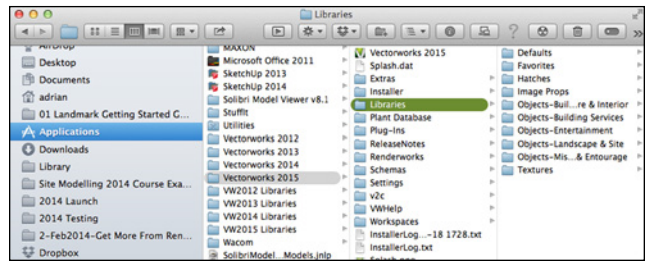 Libraries
AirDrop
Desktop
Documents
adrian
01 Landmark Getting Started G...
Applications
Downloads
Library
Site Modelling 2014 Course Exa...
2014 Launch
2014 Testing
2-Feb2014-Get More From Ren...
Dropbox
MAXON
Microsoft Office 2011
SketchUp 2013
SketchUp 2014
Solibri Model Viewer v8.1
StuffIt
Utilities
Vectorworks 2012
Vectorworks 2013
Vectorworks 2014
Vectorworks 2015
VW2012 Libraries
VW2013 Libraries
VW2014 Libraries
VW2015 Libraries
Wacom
SolibriModel...Models.jnlp
Vectorworks 2015
Splash.dat
Extras
Installer
Libraries
Plant Database
Plug-Ins
ReleaseNotes
Renderworks
Schemas
Settings
v2c
VWHelp
Workspaces
InstallerLog...-18 1728.txt
InstallerLog.txt
Splash.png
Defaults
Favorites
Hatches
Image Props
Objects-Buil...re & Interior
Objects-Building Services
Objects-Entertainment
Objects-Landscape & Site
Objects-Mis...& Entourage
Textures